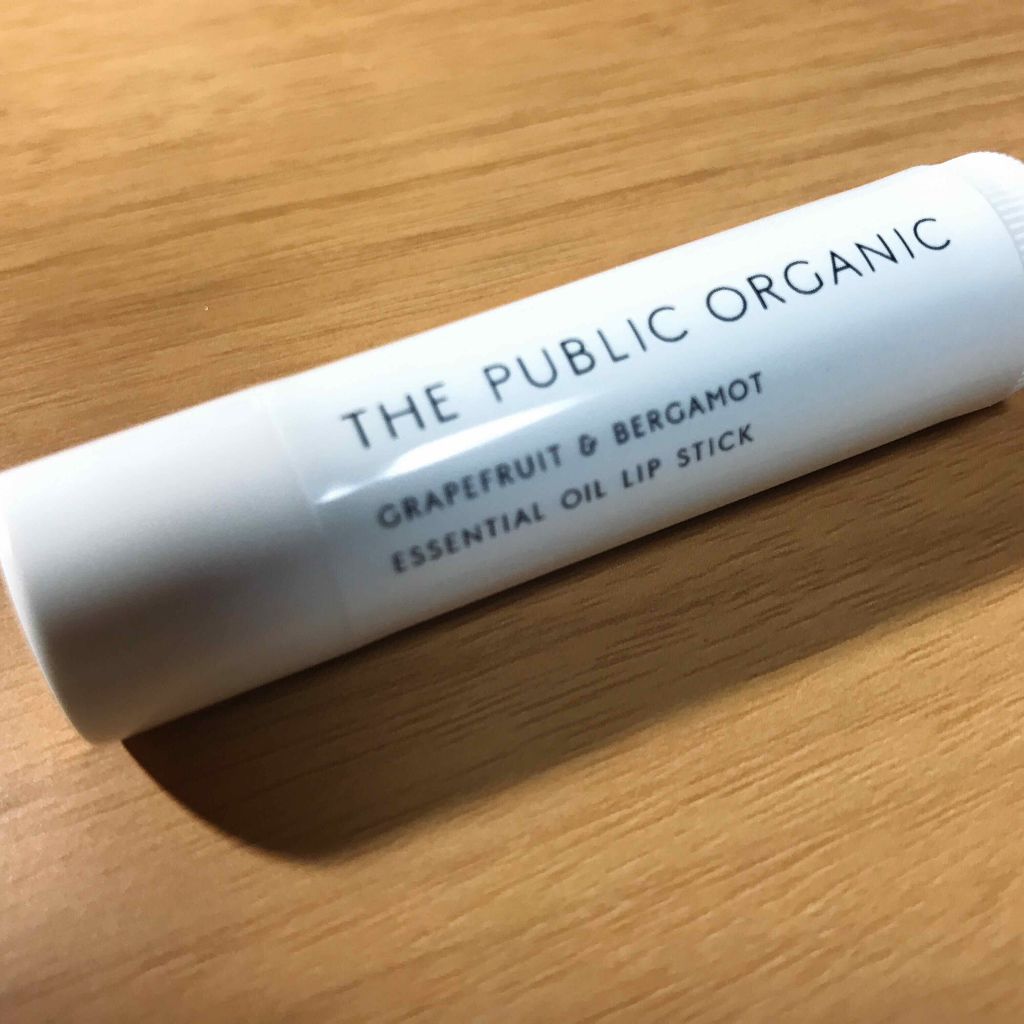 THE PUBLIC ORGANIC
GRAPEFRUIT & BERGAMOT
ESSENTIAL OIL LIP STICK